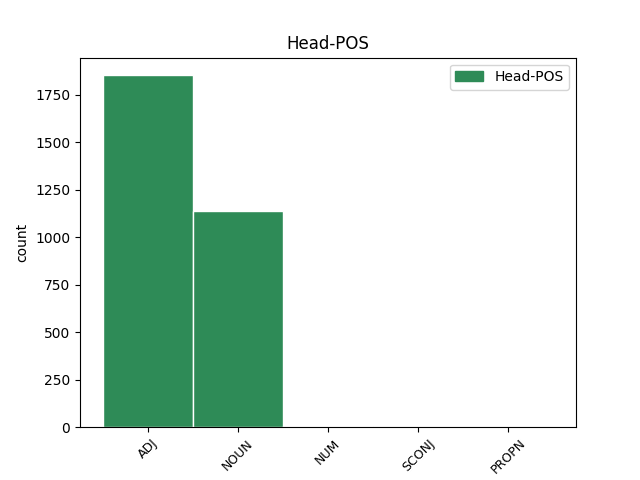 Head-POS
Head-POS
count
1750
1500
1250
1000
750
500
250
0
ADJ
NOUN
NUM
SCONJ
PROPN